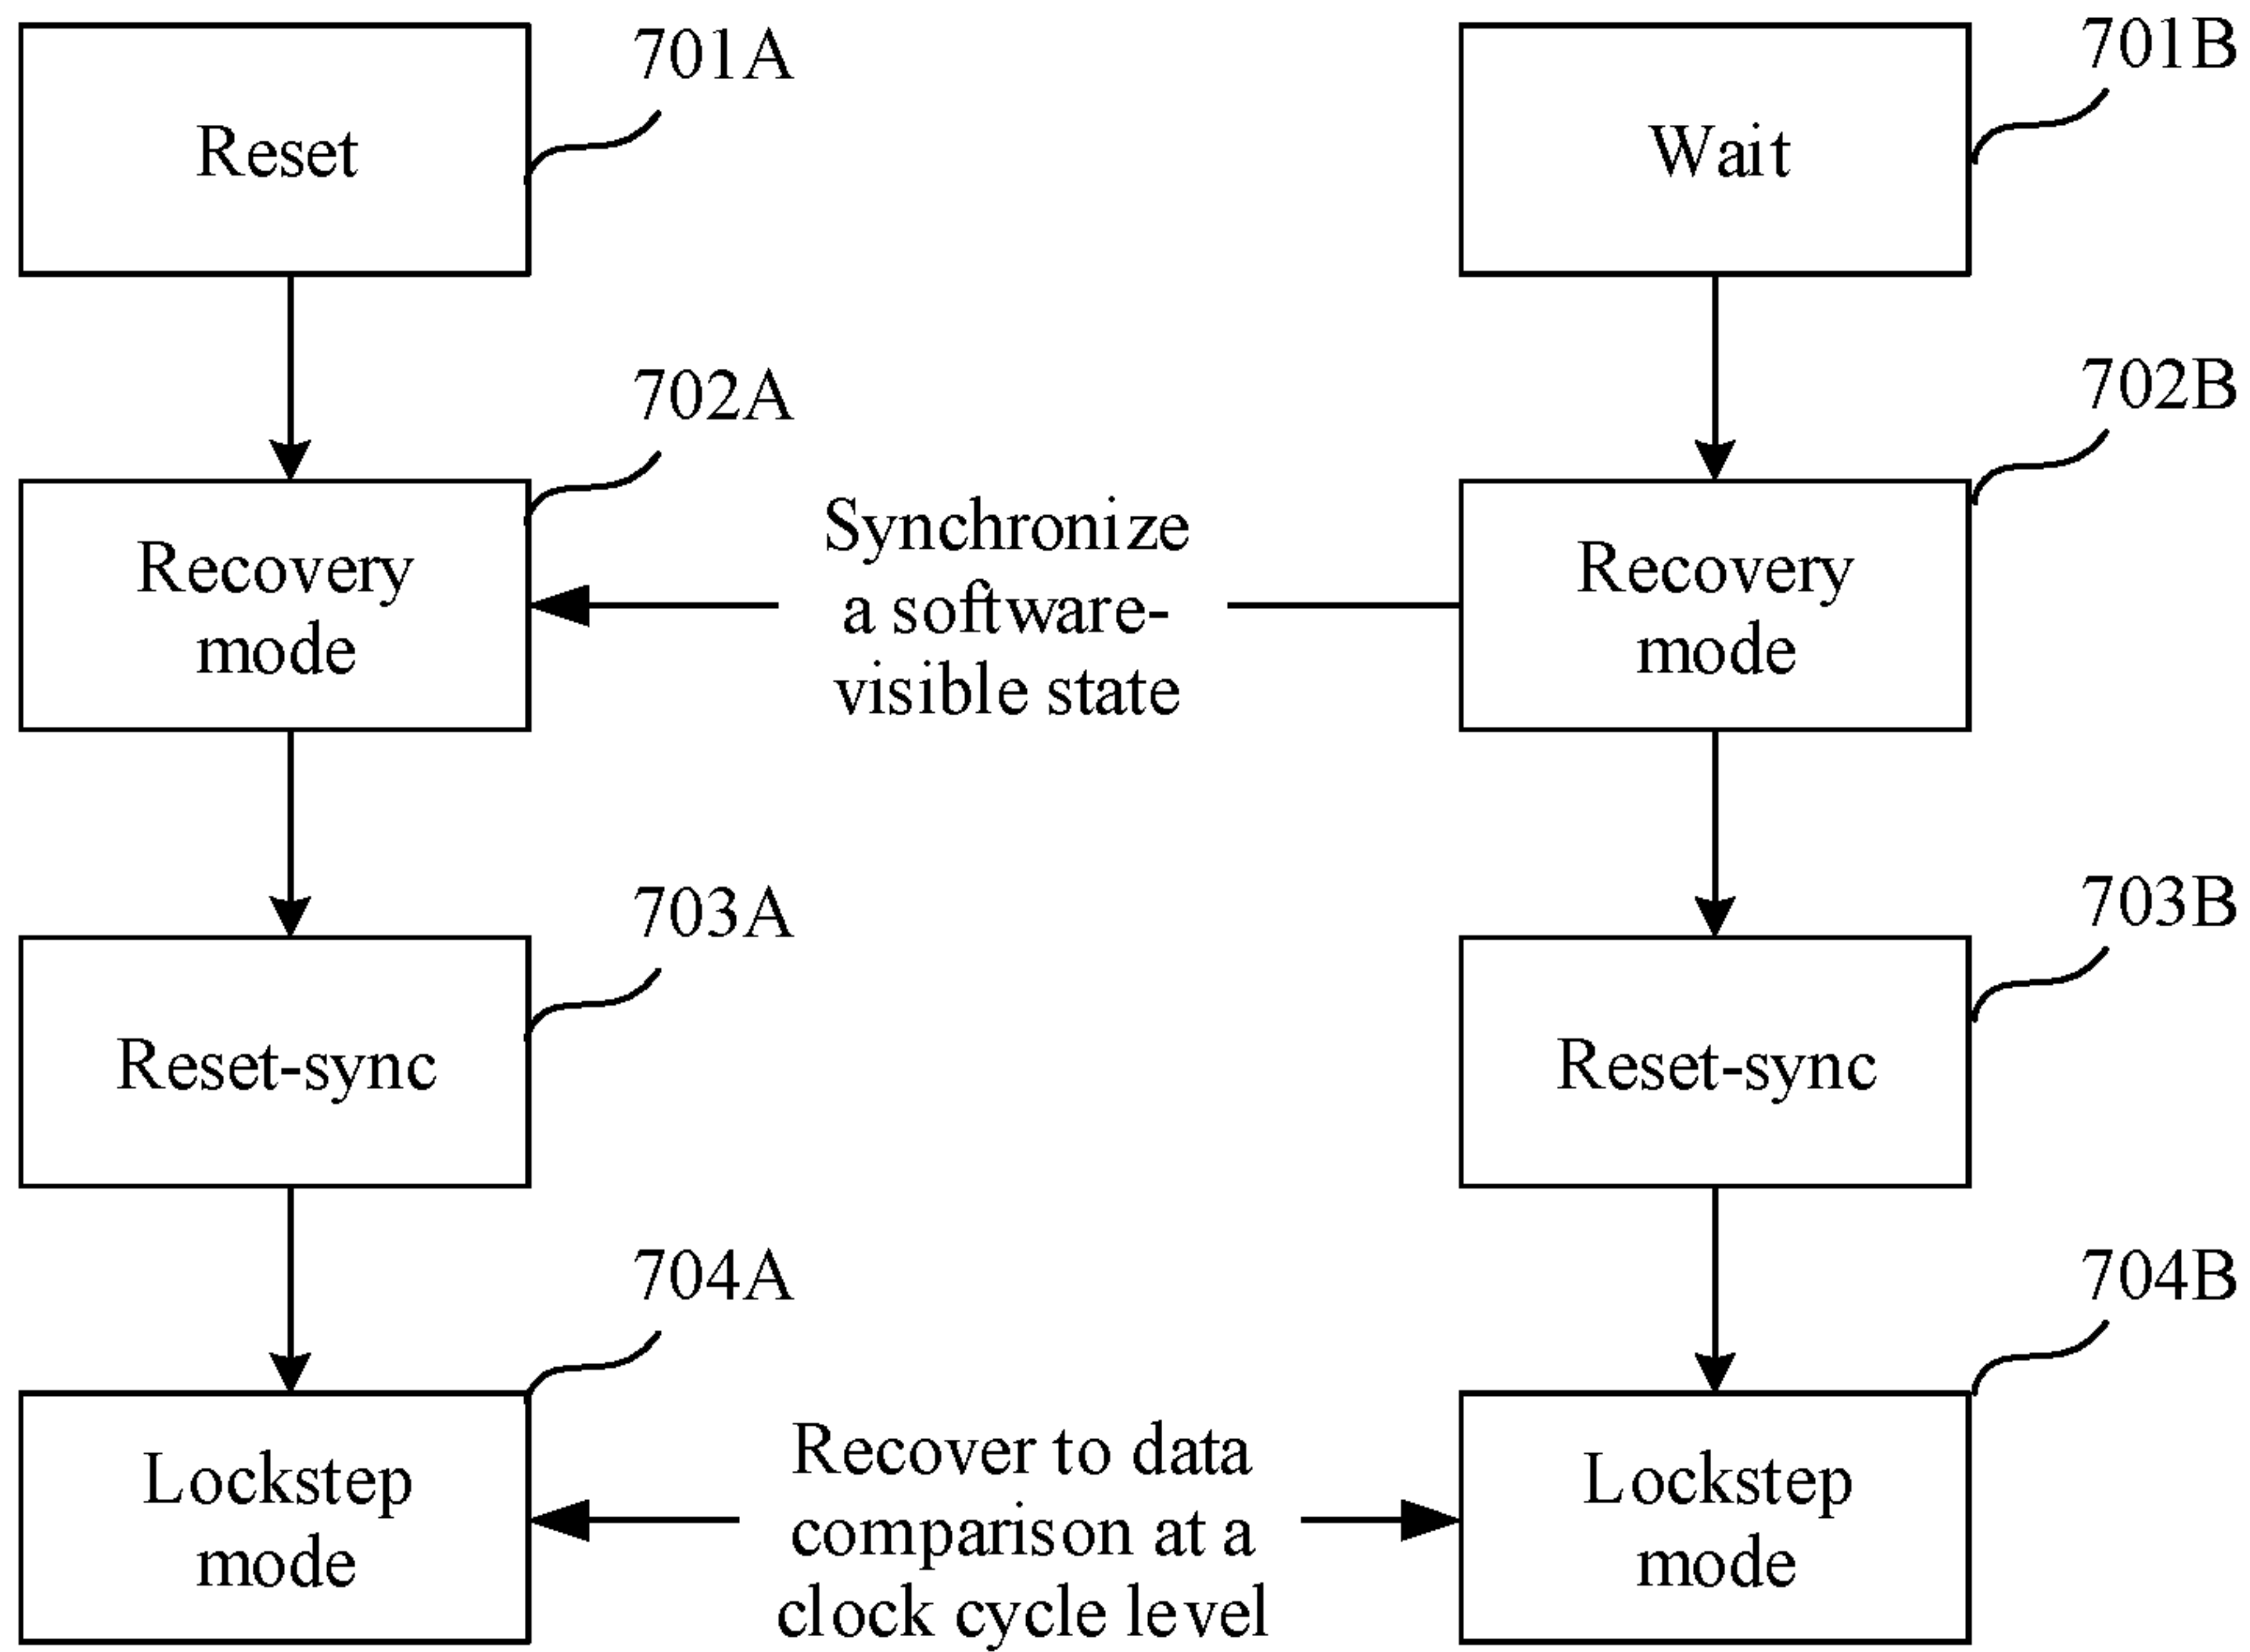 701A
701B
Reset
Wait
702A
702B
Recovery
mode
Synchronize
a software-
visible state
Recovery
mode
703A
703B
Reset-sync
Reset-sync
704A
704B
Lockstep
mode
Recover to data
comparison at a
clock cycle level
Lockstep
mode